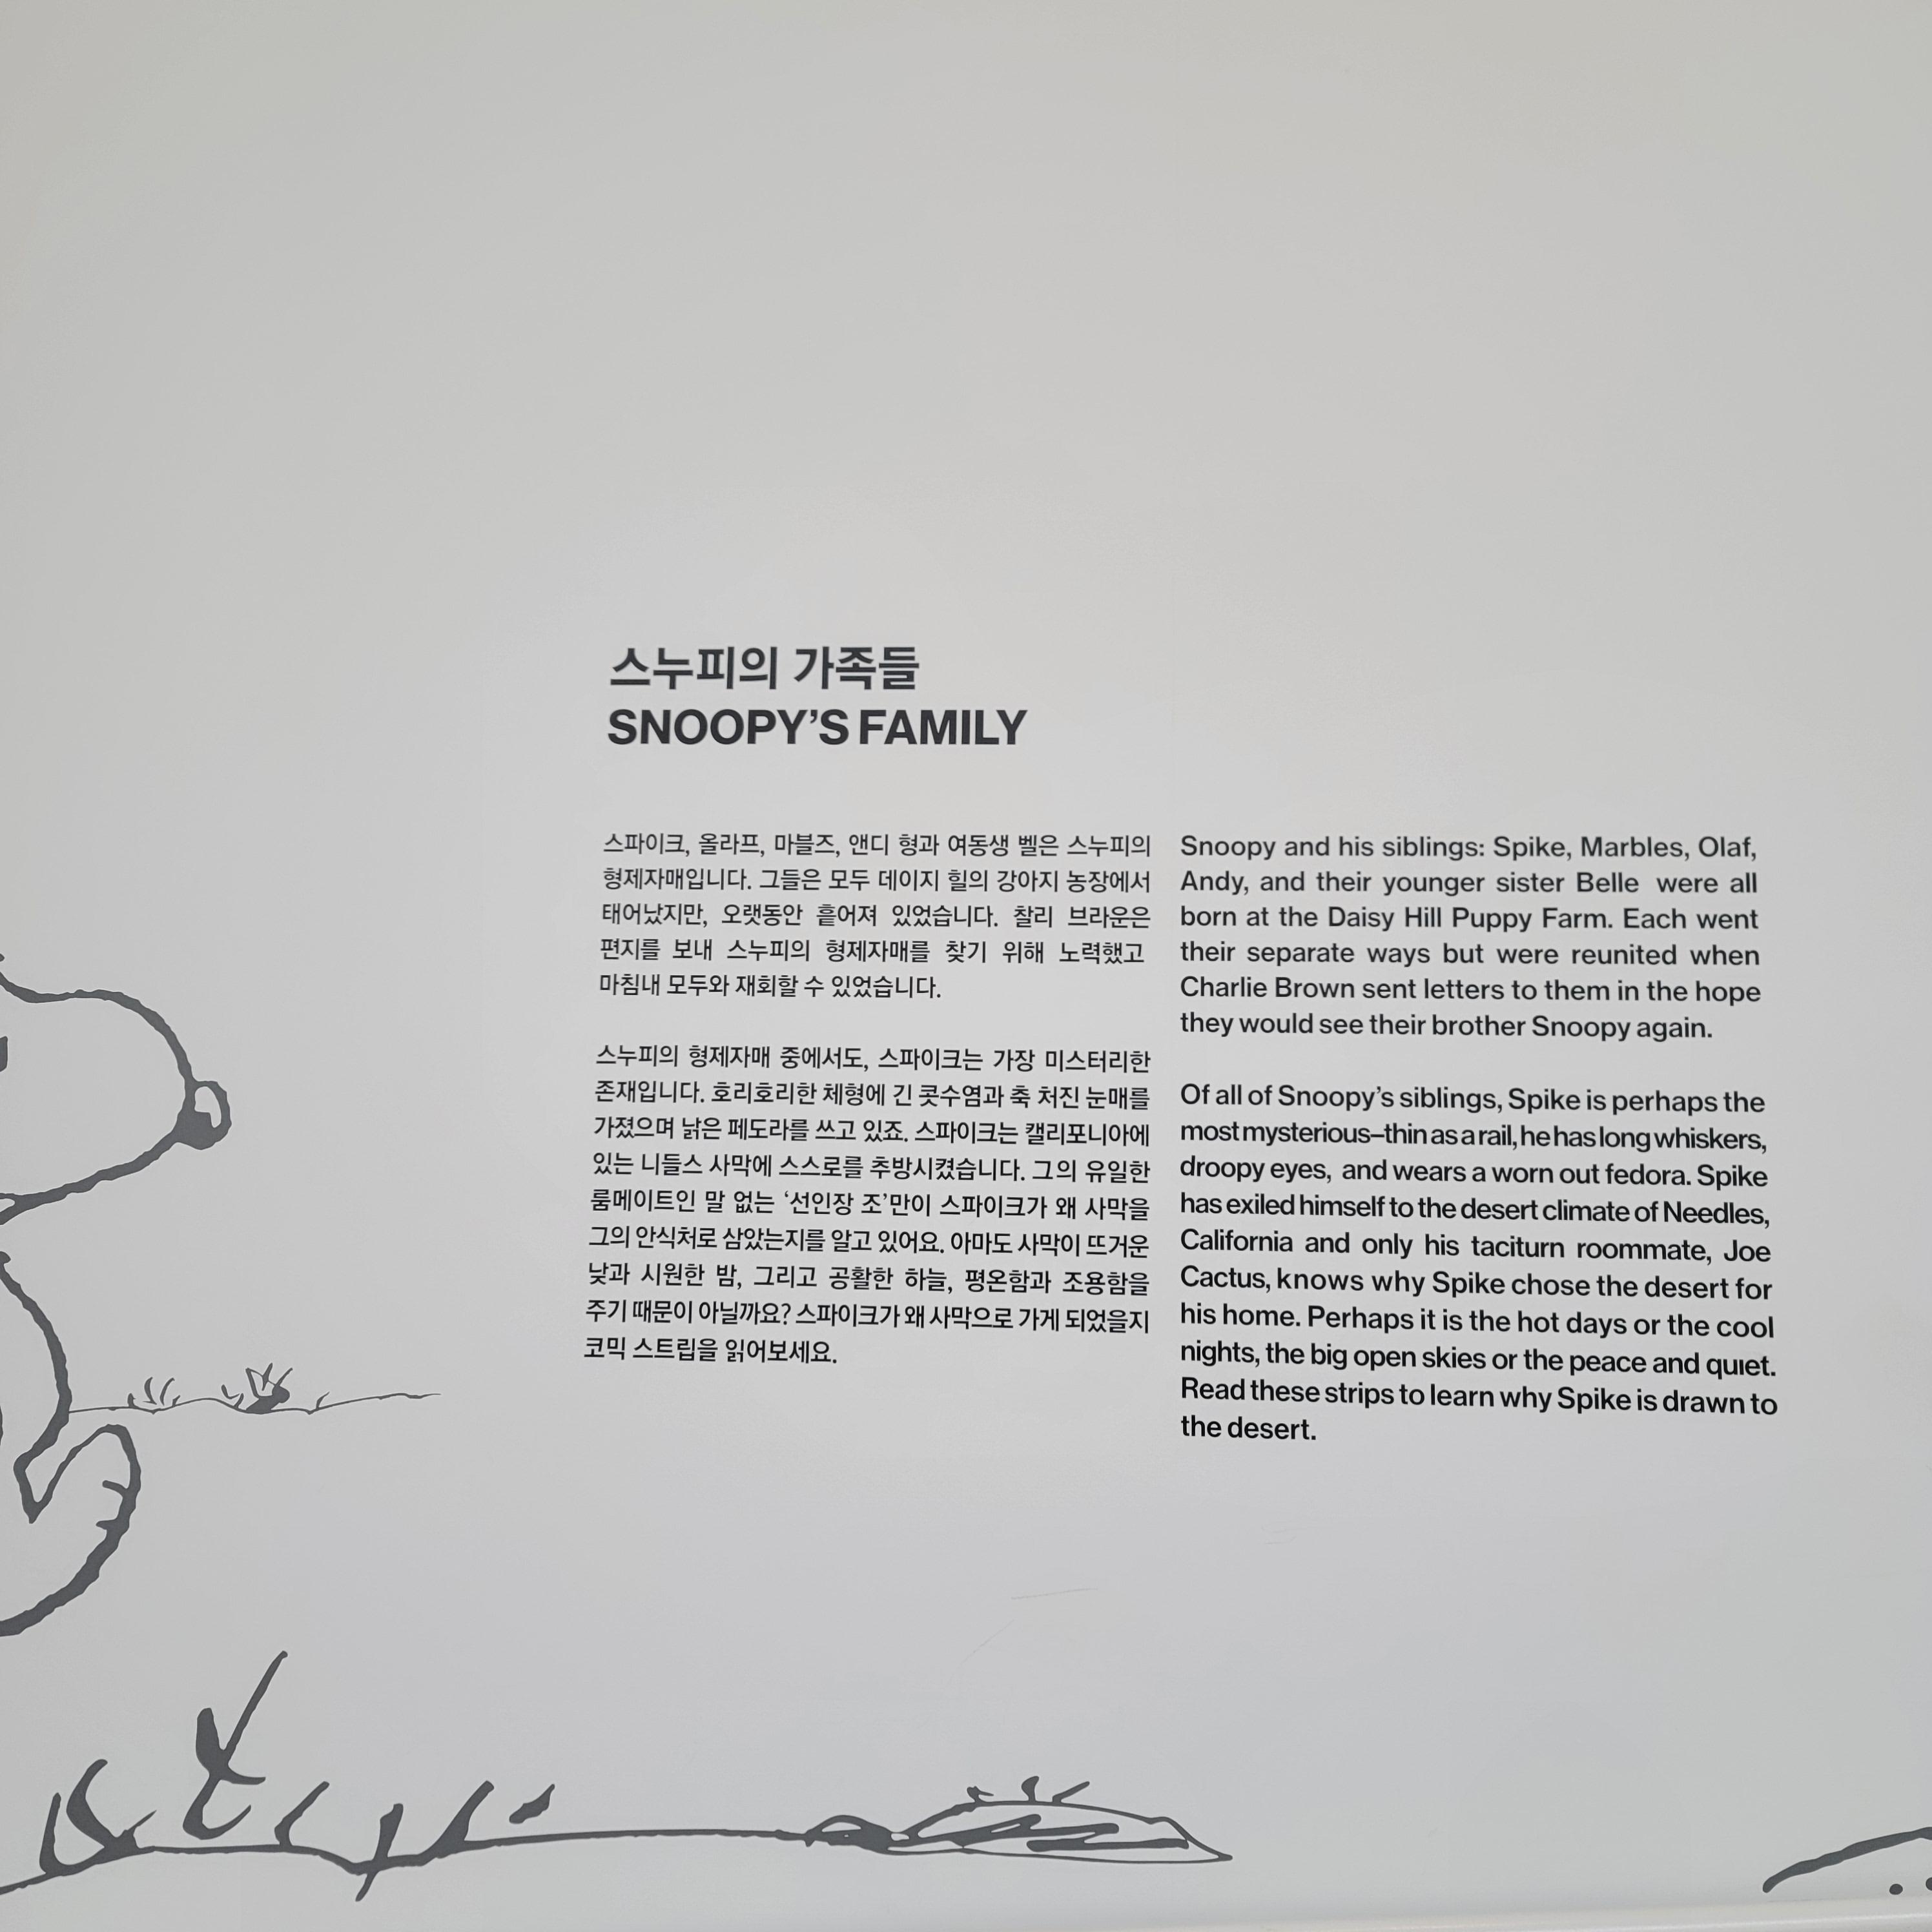 스누피의 가족들
SNOOPY’S FAMILY
스파이크, 올라프, 마블즈, 앤디 형과 여동생 벨은 스누피의
형제자매입니다. 그들은 모두 데이지 힐의 강아지 농장에서
태어났지만, 오랫동안 흩어져 있었습니다. 찰리 브라운은
편지를 보내 스누피의 형제자매를 찾기 위해 노력했고
마침내 모두와 재회할 수 있었습니다.
스누피의 형제자매 중에서도, 스파이크는 가장 미스터리한
존재입니다. 호리호리한 체형에 긴 콧수염과 축 처진 눈매를
가졌으며 낡은 페도라를 쓰고 있죠. 스파이크는 캘리포니아에
있는 니들스 사막에 스스로를 추방시켰습니다. 그의 유일한
룸메이트인 말 없는 ‘선인장 조’만이 스파이크가 왜 사막을
그의 안식처로 삼았는지를 알고 있어요. 아마도 사막이 뜨거운
낮과 시원한 밤, 그리고 공활한 하늘, 평온함과 조용함을
주기 때문이 아닐까요? 스파이크가 왜 사막으로 가게 되었을지
코믹 스트립을 읽어보세요.
Snoopy and his siblings: Spike, Marbles, Olaf,
Andy, and their younger sister Belle were all
born at the Daisy Hill Puppy Farm. Each went
their separate ways but were reunited when
Charlie Brown sent letters to them in the hope
they would see their brother Snoopy again.
Of all of Snoopy’s siblings, Spike is perhaps the
most mysterious–thin as a rail, he has long whiskers,
droopy eyes, and wears a worn out fedora. Spike
has exiled himself to the desert climate of Needles,
California and only his taciturn roommate, Joe
Cactus, knows why Spike chose the desert for
his home. Perhaps it is the hot days or the cool
nights, the big open skies or the peace and quiet.
Read these strips to learn why Spike is drawn to
the desert.